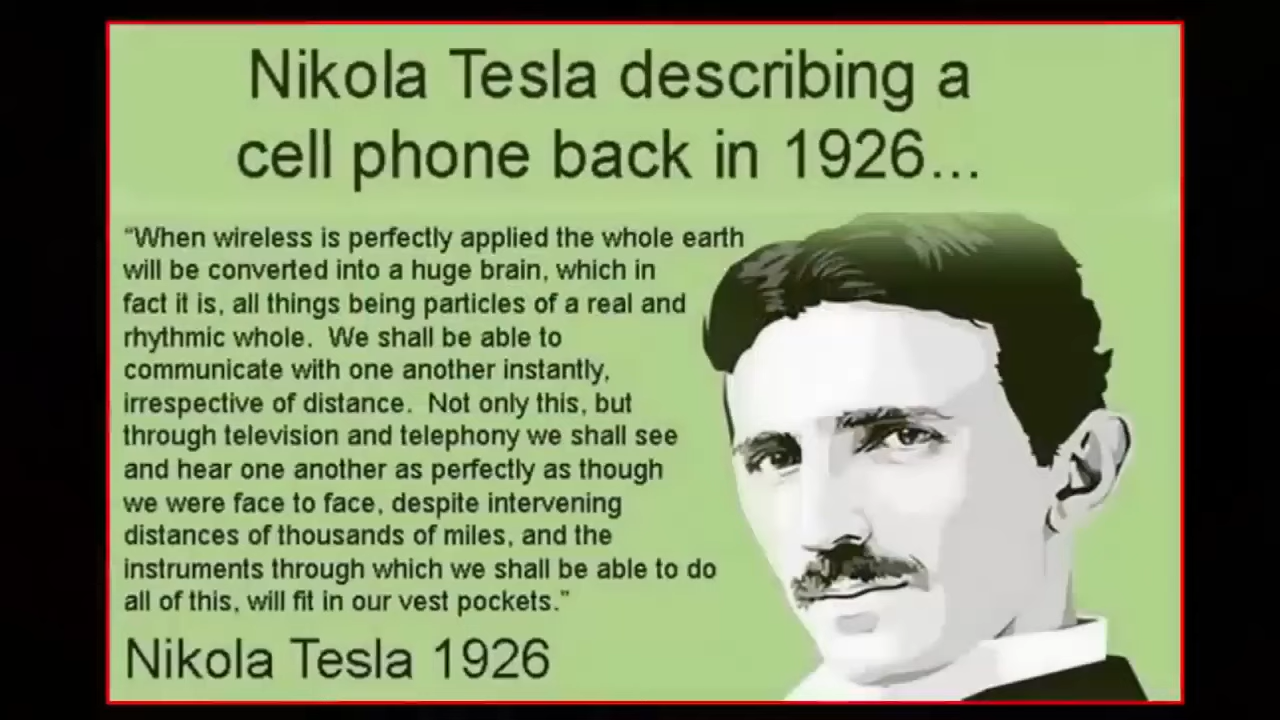 Nikola Tesla describing a
cell phone back in 1926...
“When wireless is perfectly applied the whole earth
will be converted into a huge brain, which in
fact it is, all things being particles of a real and
rhythmic whole.  We shall be able to
communicate with one another instantly,
irrespective of distance.  Not only this, but
through television and telephony we shall see
and hear one another as perfectly as though
we were face to face, despite intervening
distances of thousands of miles, and the
instruments through which we shall be able to do
all of this, will fit in our vest pockets.”
Nikola Tesla 1926